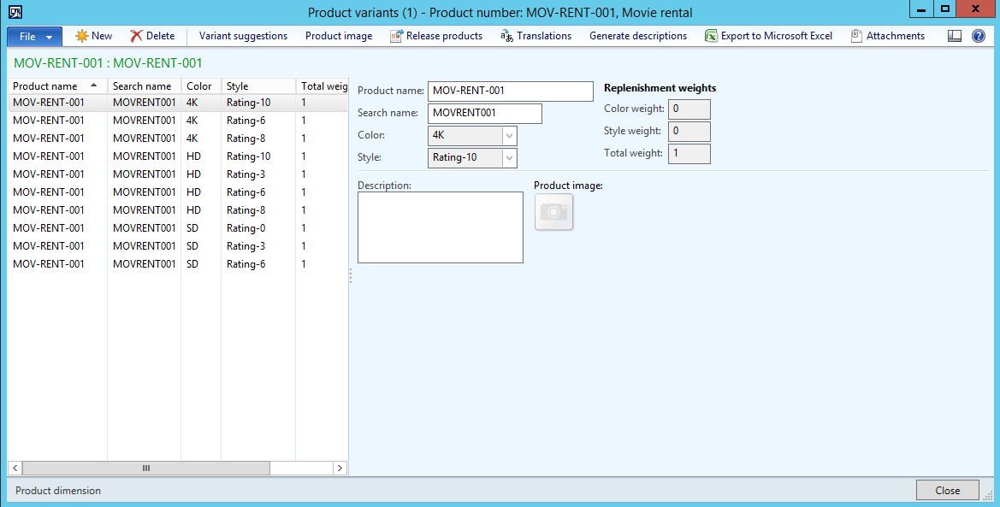 Product variants (1) - Product number: MOV-RENT-001, Movie rental
File New Delete Variant suggestions Product image Release products Translations Generate descriptions Export to Microsoft Excel Attachments
MOV-RENT-001 : MOV-RENT-001
Product name Search name Color Style Total weig
MOV-RENT-001 MOVRENT001 4K Rating-10 1
MOV-RENT-001 MOVRENT001 4K Rating-6 1
MOV-RENT-001 MOVRENT001 4K Rating-8 1
MOV-RENT-001 MOVRENT001 HD Rating-10 1
MOV-RENT-001 MOVRENT001 HD Rating-3 1
MOV-RENT-001 MOVRENT001 HD Rating-6 1
MOV-RENT-001 MOVRENT001 HD Rating-8 1
MOV-RENT-001 MOVRENT001 SD Rating-0 1
MOV-RENT-001 MOVRENT001 SD Rating-3 1
MOV-RENT-001 MOVRENT001 SD Rating-6 1
Product name: MOV-RENT-001
Search name: MOVRENT001
Color: 4K
Style: Rating-10
Replenishment weights
Color weight: 0
Style weight: 0
Total weight: 1
Description:
Product image:
Product dimension
Close